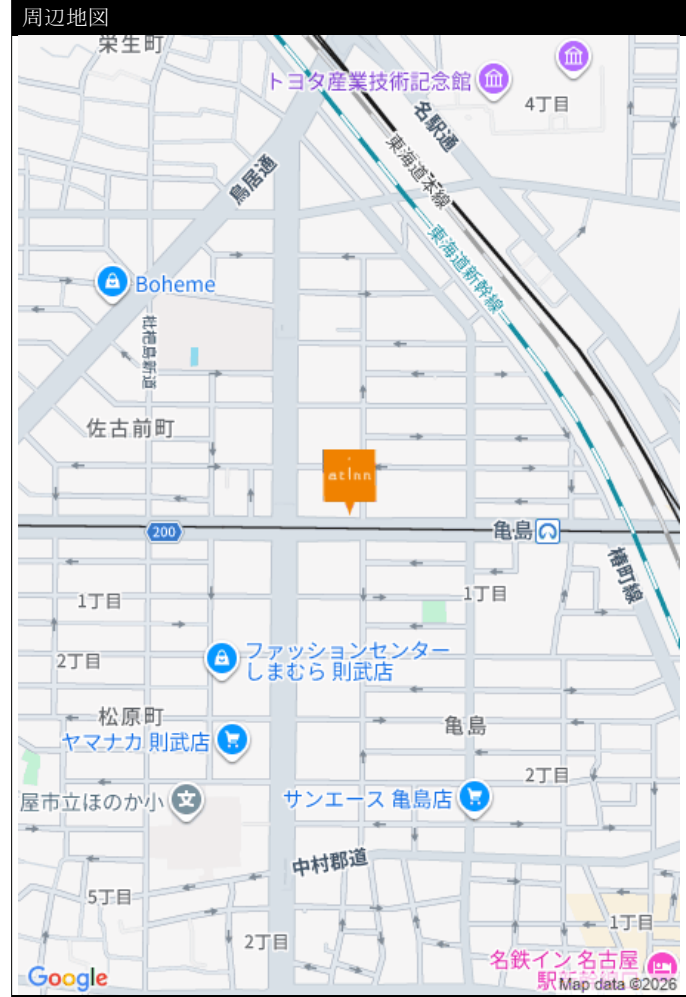 周辺地図
栄生町
トヨタ産業技術記念館
4丁目
名駅通
東海道本線
鳥居通
東海道新幹線
Boheme
枇杷島新道
佐古前町
atInn
200
亀島
椿町線
1丁目
1丁目
ファッションセンター
しまむら 則武店
2丁目
松原町
亀島
ヤマナカ 則武店
2丁目
サンエース 亀島店
屋市立ほのか小
文
中村郡道
5丁目
1丁目
2丁目
名鉄イン 名古屋
Google
Map data ©2026